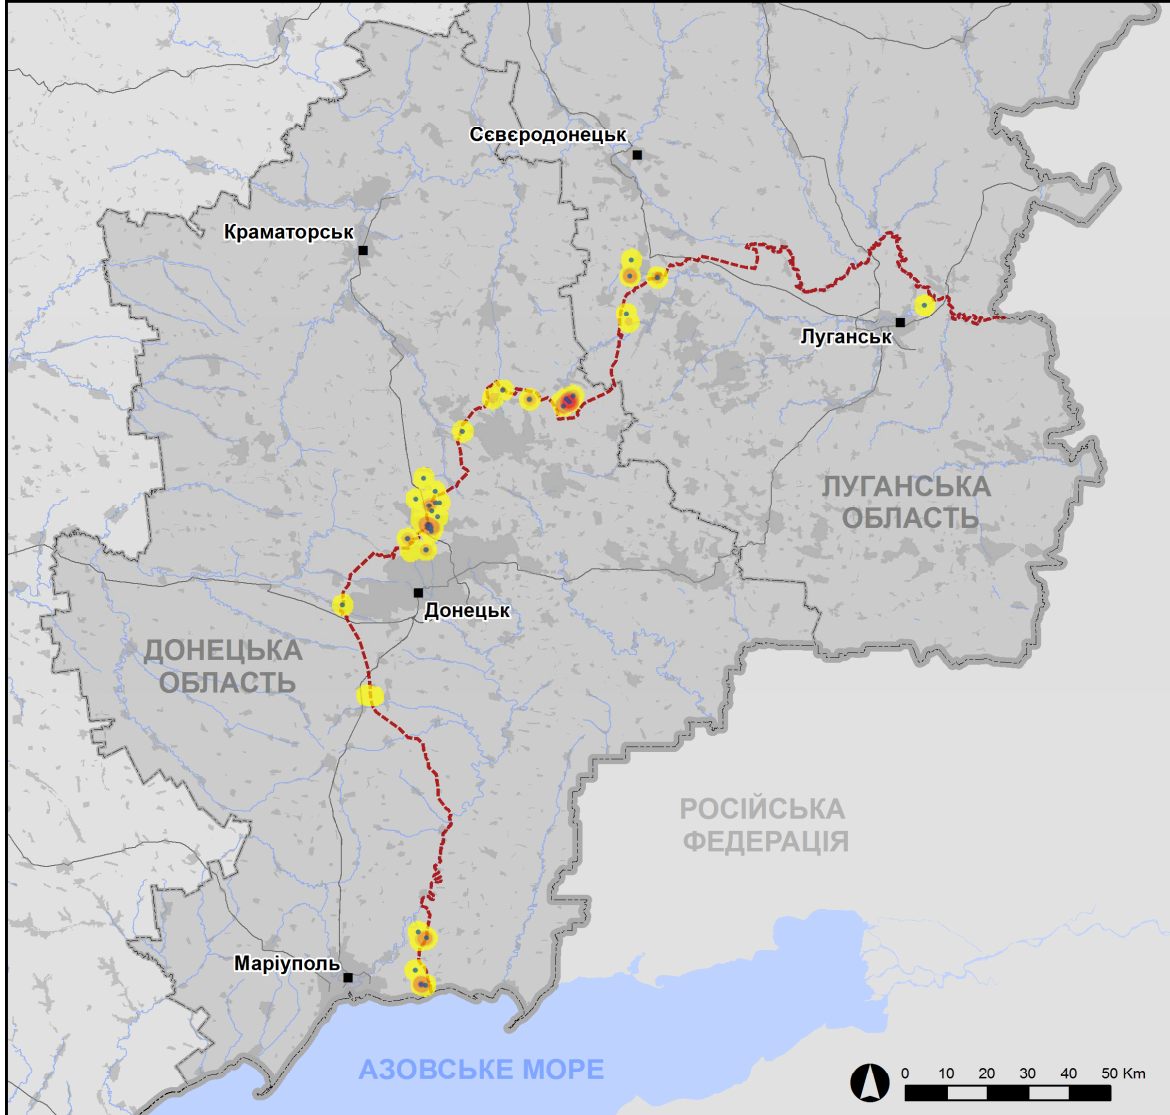 Сєвєродонецьк
Краматорськ
Луганськ
ЛУГАНСЬКА
ОБЛАСТЬ
Донецьк
ДОНЕЦЬКА
ОБЛАСТЬ
РОСІЙСЬКА
ФЕДЕРАЦІЯ
Маріуполь
АЗОВСЬКЕ МОРЕ
0 10 20 30 40 50 Km